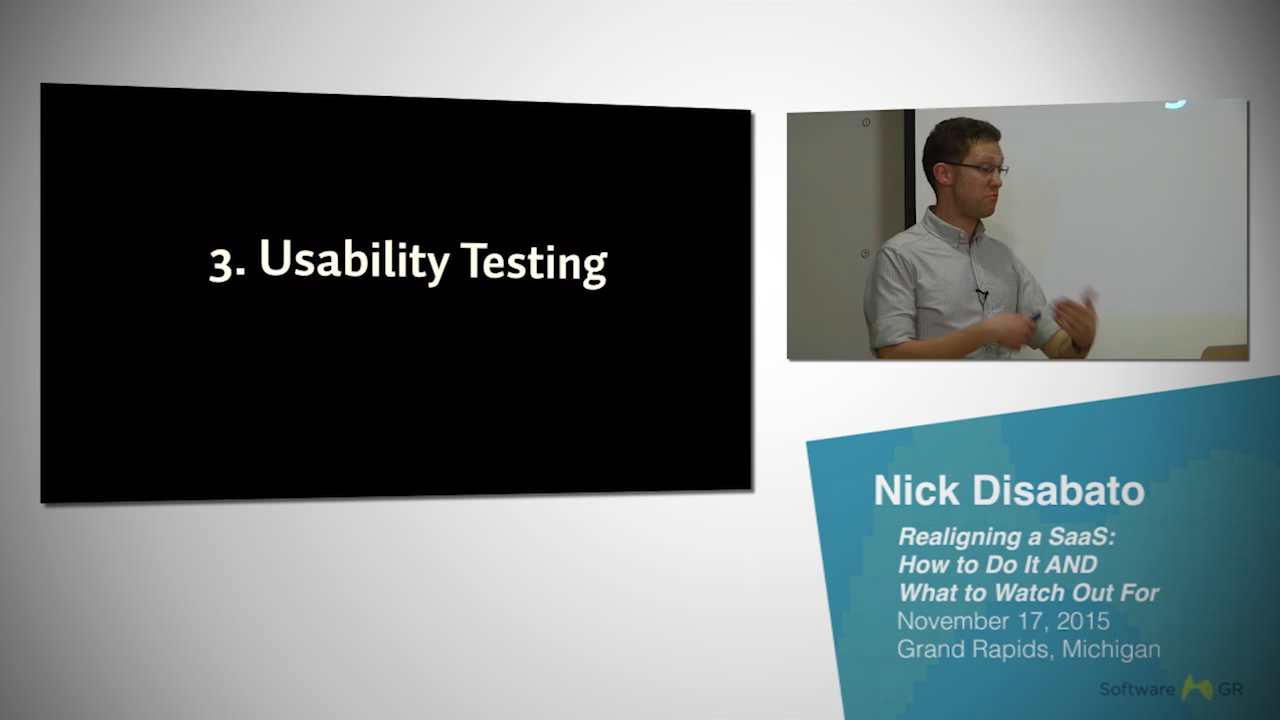 3. Usability Testing
Nick Disabato
Realigning a SaaS:
How to Do It AND
What to Watch Out For
November 17, 2015
Grand Rapids, Michigan
Software GR